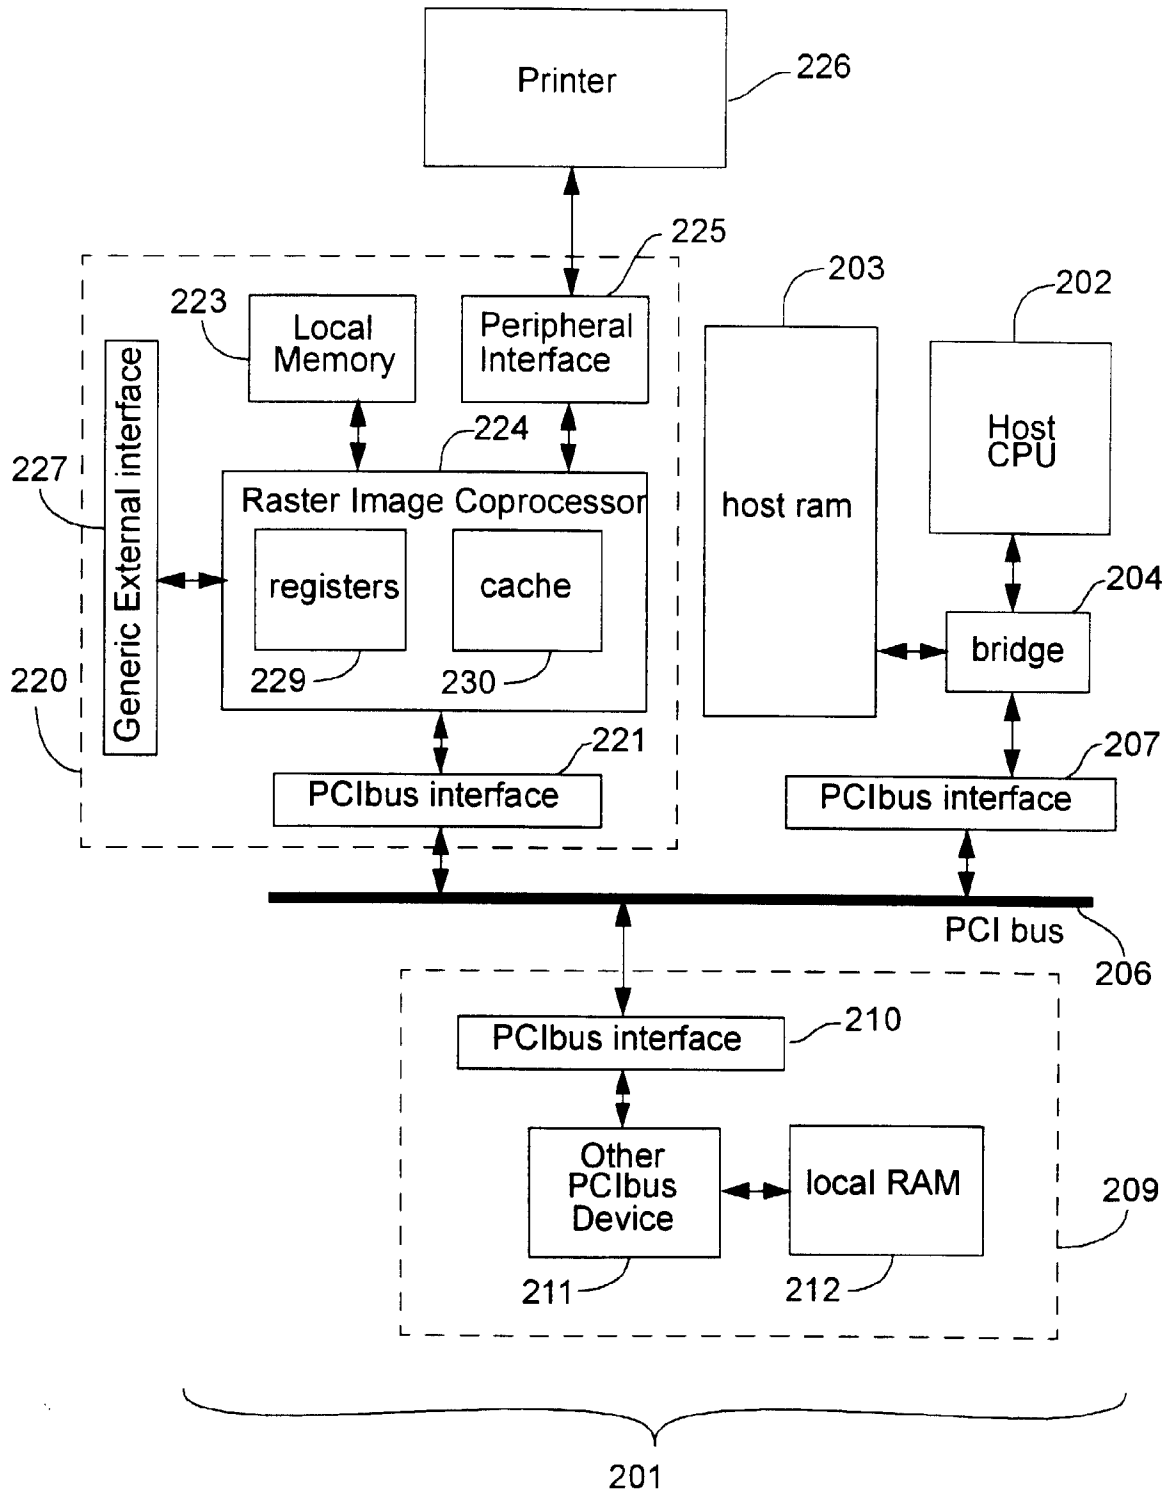 Printer
226
225
203
202
223
Local
Memory
Peripheral
Interface
Generic External interface
227
224
Raster Image Coprocessor
registers
cache
229
230
host ram
Host
CPU
204
bridge
220
221
PCIbus interface
207
PCIbus interface
PCI bus
206
PCIbus interface
210
Other
PCIbus
Device
local RAM
209
211
212
201